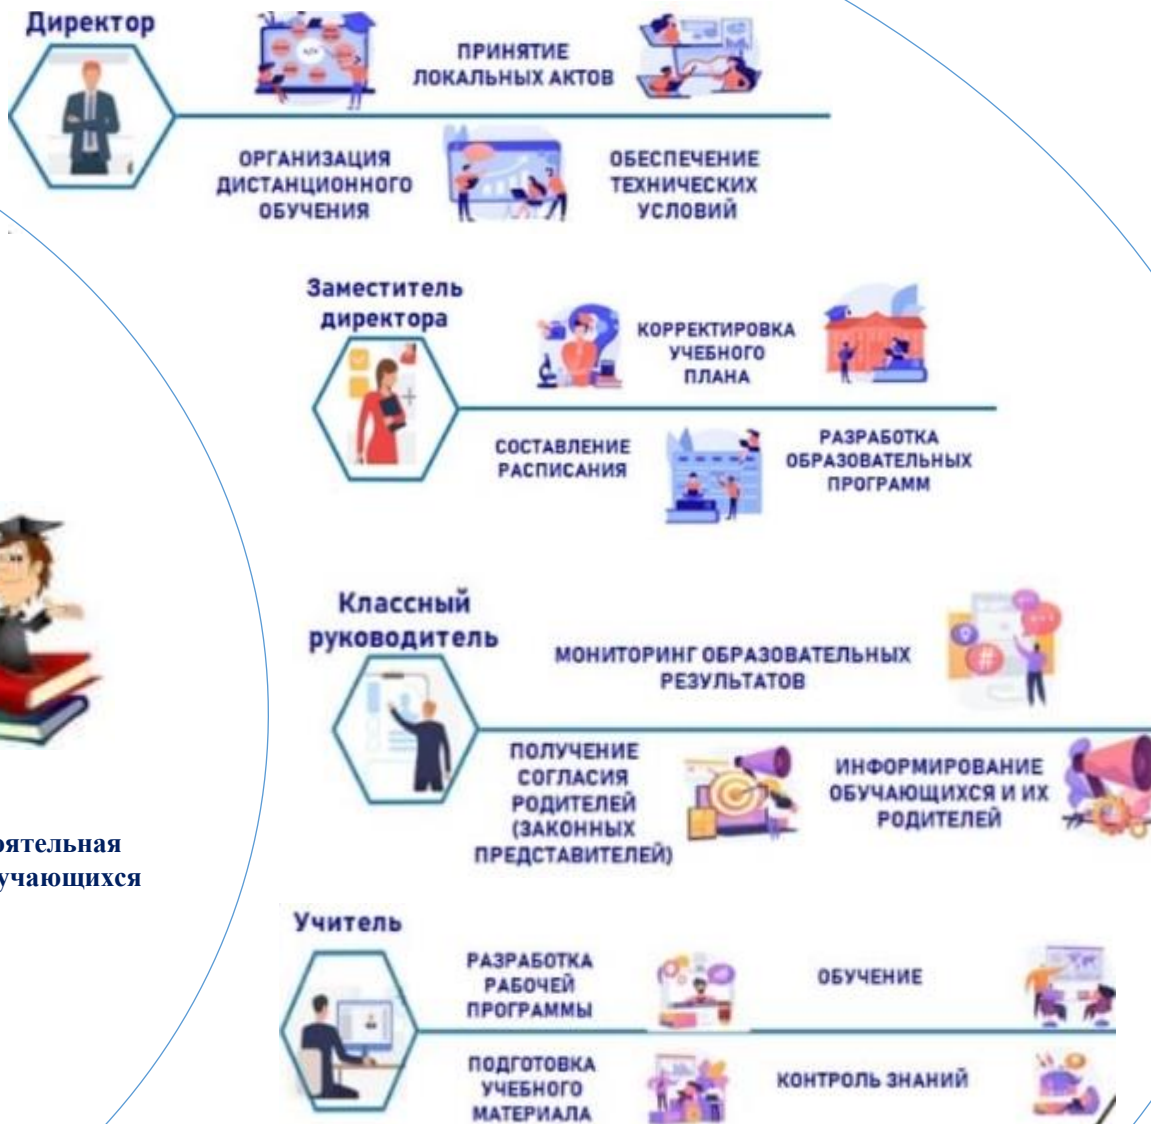 Директор
ПРИНЯТИЕ
ЛОКАЛЬНЫХ АКТОВ
ОРГАНИЗАЦИЯ
ДИСТАНЦИОННОГО
ОБУЧЕНИЯ
ОБЕСПЕЧЕНИЕ
ТЕХНИЧЕСКИХ
УСЛОВИЙ
Заместитель
директора
КОРРЕКТИРОВКА
УЧЕБНОГО
ПЛАНА
СОСТАВЛЕНИЕ
РАСПИСАНИЯ
РАЗРАБОТКА
ОБРАЗОВАТЕЛЬНЫХ
ПРОГРАММ
Классный
руководитель
МОНИТОРИНГ ОБРАЗОВАТЕЛЬНЫХ
РЕЗУЛЬТАТОВ
ПОЛУЧЕНИЕ
СОГЛАСИЯ
РОДИТЕЛЕЙ
(ЗАКОННЫХ
ПРЕДСТАВИТЕЛЕЙ)
ИНФОРМИРОВАНИЕ
ОБУЧАЮЩИХСЯ И ИХ
РОДИТЕЛЕЙ
оятельная
учающихся
Учитель
РАЗРАБОТКА
РАБОЧЕЙ
ПРОГРАММЫ
ОБУЧЕНИЕ
ПОДГОТОВКА
УЧЕБНОГО
МАТЕРИАЛА
КОНТРОЛЬ ЗНАНИЙ